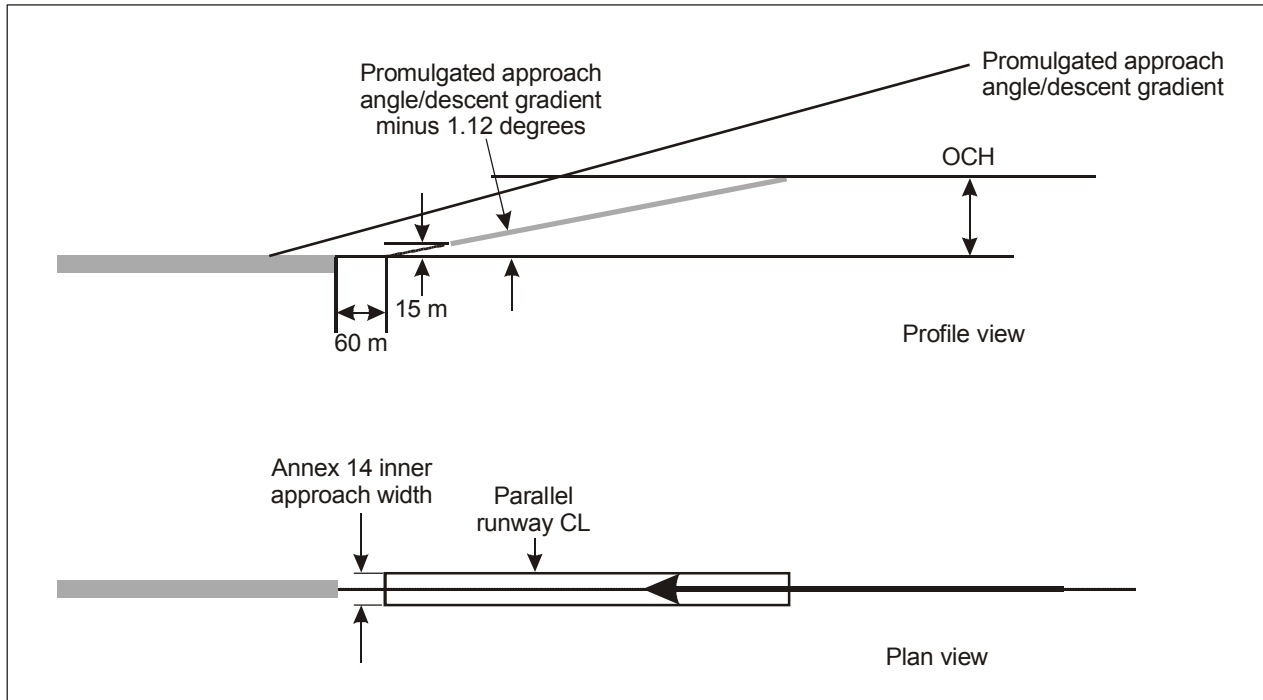 Promulgated approach
angle/descent gradient
minus 1.12 degrees
Promulgated approach
angle/descent gradient
OCH
15 m
60 m
Profile view
Annex 14 inner
approach width
Parallel
runway CL
Plan view